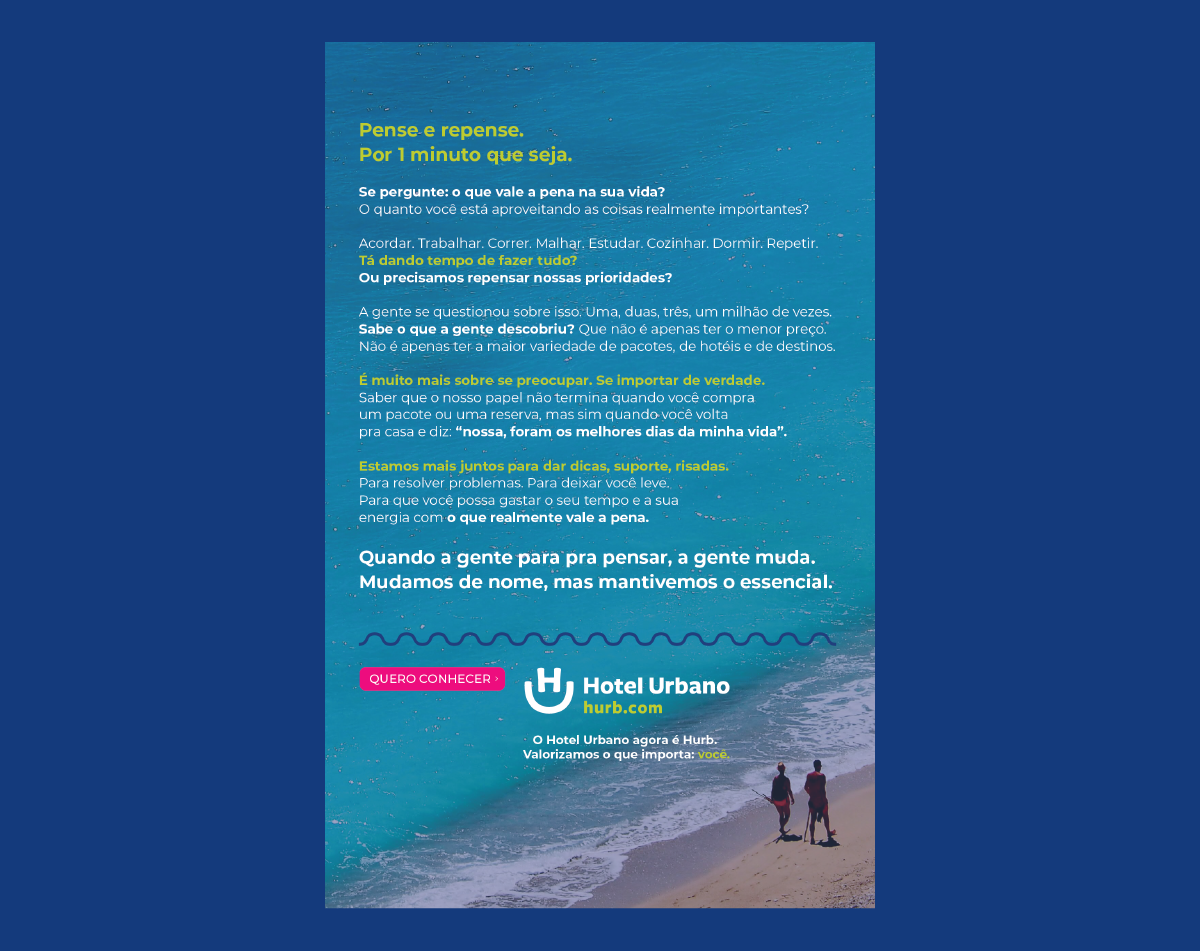 Pense e repense.
Por 1 minuto que seja.
Se pergunte: o que vale a pena na sua vida?
O quanto você está aproveitando as coisas realmente importantes?
Acordar. Trabalhar. Correr. Malhar. Estudar. Cozinhar. Dormir. Repetir.
Tá dando tempo de fazer tudo?
Ou precisamos repensar nossas prioridades?
A gente se questionou sobre isso. Uma, duas, três, um milhão de vezes.
Sabe o que a gente descobriu? Que não é apenas ter o menor preço.
Não é apenas ter a maior variedade de pacotes, de hotéis e de destinos.
É muito mais sobre se preocupar. Se importar de verdade.
Saber que o nosso papel não termina quando você compra
um pacote ou uma reserva, mas sim quando você volta
pra casa e diz: “nossa, foram os melhores dias da minha vida”.
Estamos mais juntos para dar dicas, suporte, risadas.
Para resolver problemas. Para deixar você leve.
Para que você possa gastar o seu tempo e a sua
energia com o que realmente vale a pena.
Quando a gente para pra pensar, a gente muda.
Mudamos de nome, mas mantivemos o essencial.
QUERO CONHECER ›
H
Hotel Urbano
hurb.com
O Hotel Urbano agora é Hurb.
Valorizamos o que importa: você.